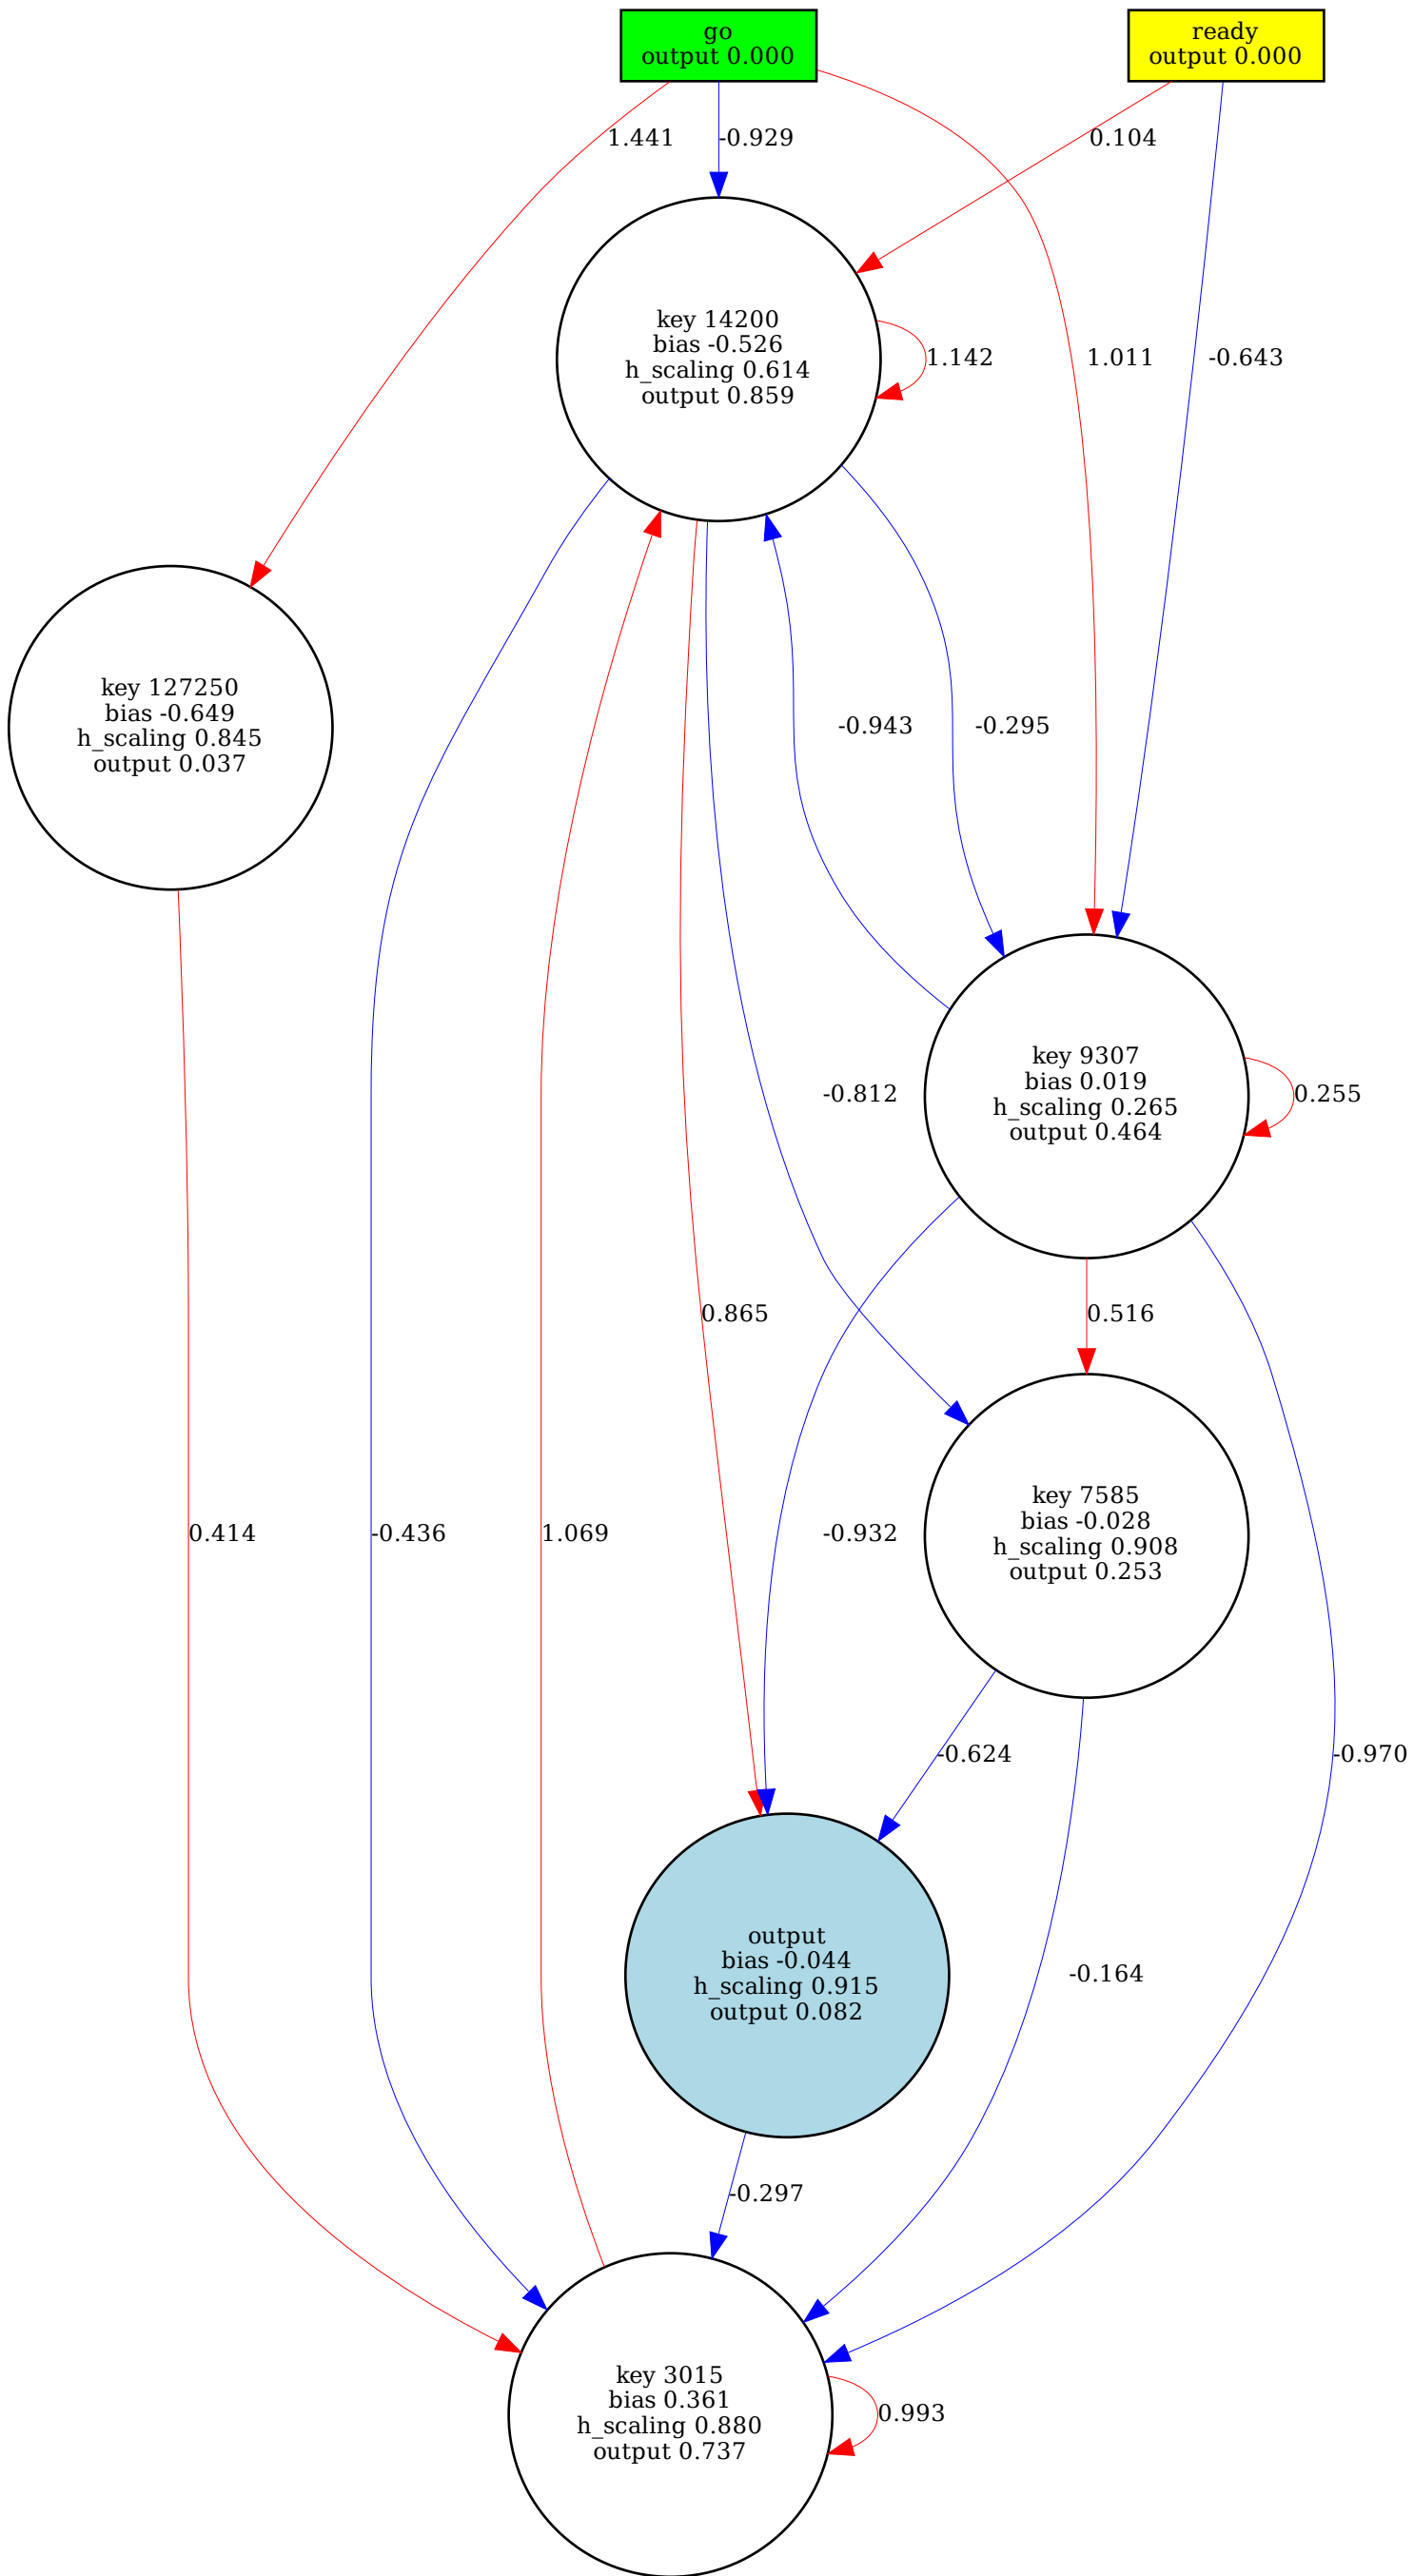 go
output 0.000
ready
output 0.000
1.441
-0.929
0.104
key 14200
bias -0.526
h_scaling 0.614
output 0.859
1.142
1.011
-0.643
key 127250
bias -0.649
h_scaling 0.845
output 0.037
-0.943
-0.295
key 9307
bias 0.019
h_scaling 0.265
output 0.464
-0.812
0.255
0.865
0.516
key 7585
bias -0.028
h_scaling 0.908
output 0.253
0.414
-0.436
1.069
-0.932
-0.624
-0.970
output
bias -0.044
h_scaling 0.915
output 0.082
-0.164
-0.297
key 3015
bias 0.361
h_scaling 0.880
output 0.737
0.993